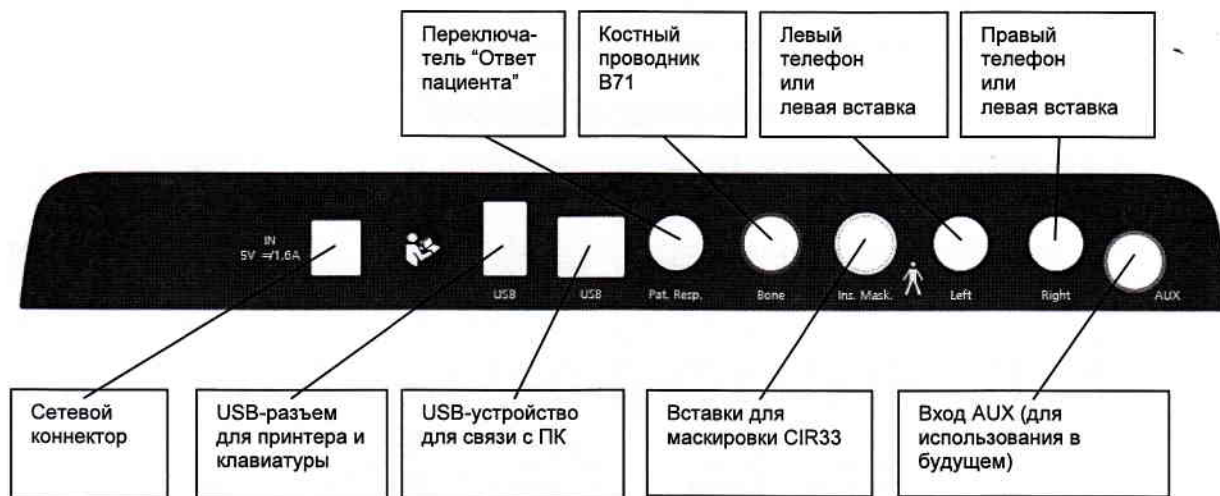 Переключа-
тель “Ответ
пациента”
Костный
проводник
B71
Левый
телефон
или
левая вставка
Правый
телефон
или
левая вставка
IN
5V ⎓/1.6A
USB
USB
Pat. Resp.
Bone
Ins. Mask.
Left
Right
AUX
Сетевой
коннектор
USB-разъем
для принтера и
клавиатуры
USB-устройство
для связи с ПК
Вставки для
маскировки CIR33
Вход AUX (для
использования в
будущем)